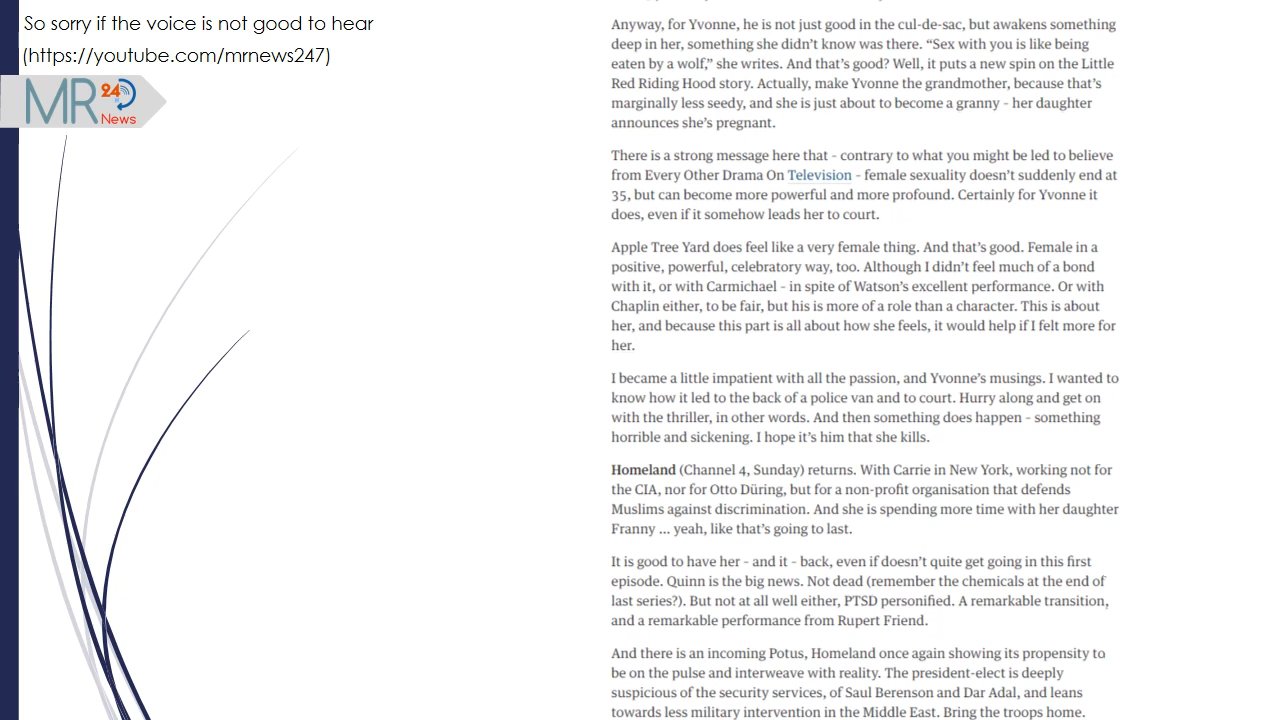 So sorry if the voice is not good to hear
(https://youtube.com/mrnews247)
MR
24
News
Anyway, for Yvonne, he is not just good in the cul-de-sac, but awakens something
deep in her, something she didn’t know was there. “Sex with you is like being
eaten by a wolf,” she writes. And that’s good? Well, it puts a new spin on the Little
Red Riding Hood story. Actually, make Yvonne the grandmother, because that’s
marginally less seedy, and she is just about to become a granny – her daughter
announces she’s pregnant.
There is a strong message here that – contrary to what you might be led to believe
from Every Other Drama On Television – female sexuality doesn’t suddenly end at
35, but can become more powerful and more profound. Certainly for Yvonne it
does, even if it somehow leads her to court.
Apple Tree Yard does feel like a very female thing. And that’s good. Female in a
positive, powerful, celebratory way, too. Although I didn’t feel much of a bond
with it, or with Carmichael – in spite of Watson’s excellent performance. Or with
Chaplin either, to be fair, but his is more of a role than a character. This is about
her, and because this part is all about how she feels, it would help if I felt more for
her.
I became a little impatient with all the passion, and Yvonne’s musings. I wanted to
know how it led to the back of a police van and to court. Hurry along and get on
with the thriller, in other words. And then something does happen – something
horrible and sickening. I hope it’s him that she kills.
Homeland (Channel 4, Sunday) returns. With Carrie in New York, working not for
the CIA, nor for Otto Düring, but for a non-profit organisation that defends
Muslims against discrimination. And she is spending more time with her daughter
Franny ... yeah, like that’s going to last.
It is good to have her – and it – back, even if doesn’t quite get going in this first
episode. Quinn is the big news. Not dead (remember the chemicals at the end of
last series?). But not at all well either, PTSD personified. A remarkable transition,
and a remarkable performance from Rupert Friend.
And there is an incoming Potus, Homeland once again showing its propensity to
be on the pulse and interweave with reality. The president-elect is deeply
suspicious of the security services, of Saul Berenson and Dar Adal, and leans
towards less military intervention in the Middle East. Bring the troops home.